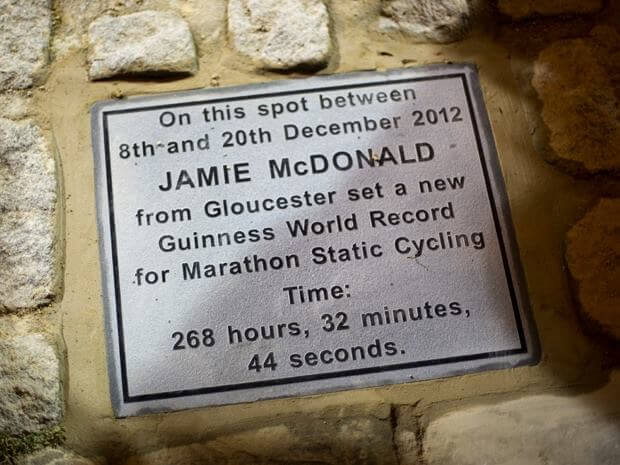 On this spot between
8th and 20th December 2012
JAMIE McDONALD
from Gloucester set a new
Guinness World Record
for Marathon Static Cycling
Time:
268 hours, 32 minutes,
44 seconds.